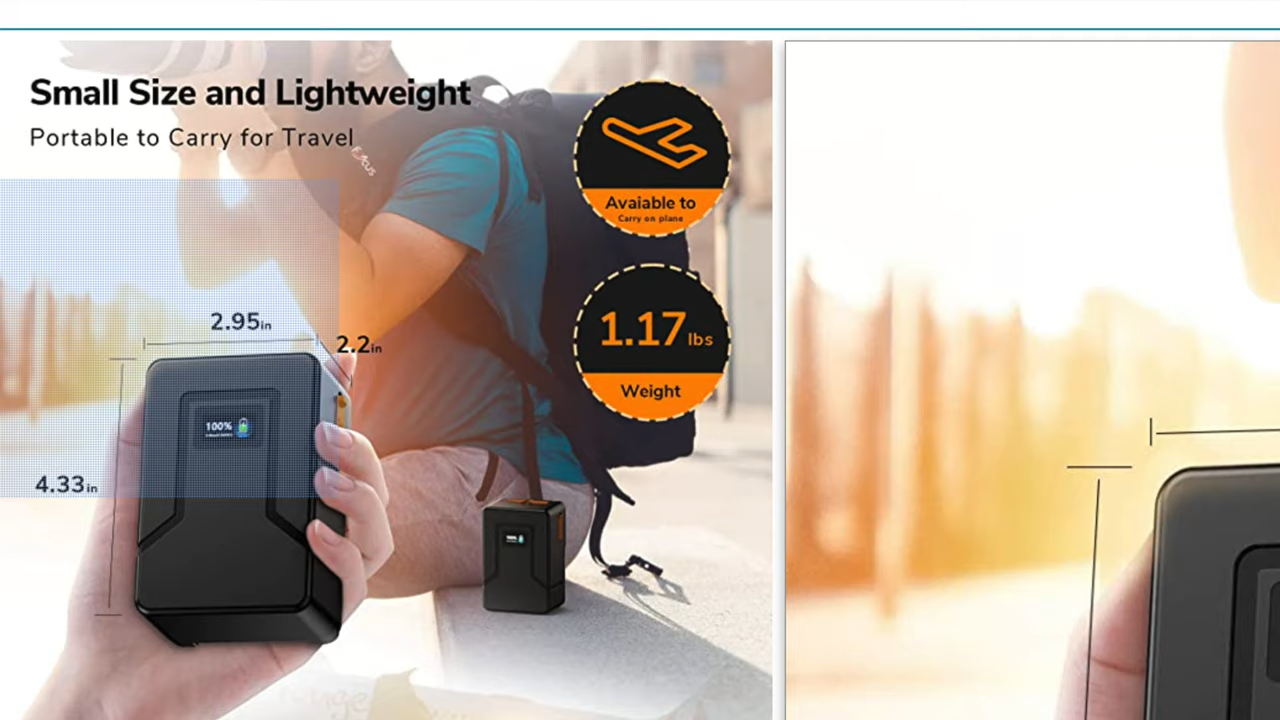 Small Size and Lightweight
Portable to Carry for Travel
Avaiable to
Carry on plane
2.95in
2.2in
1.17 lbs
Weight
100%
4.33in
100%